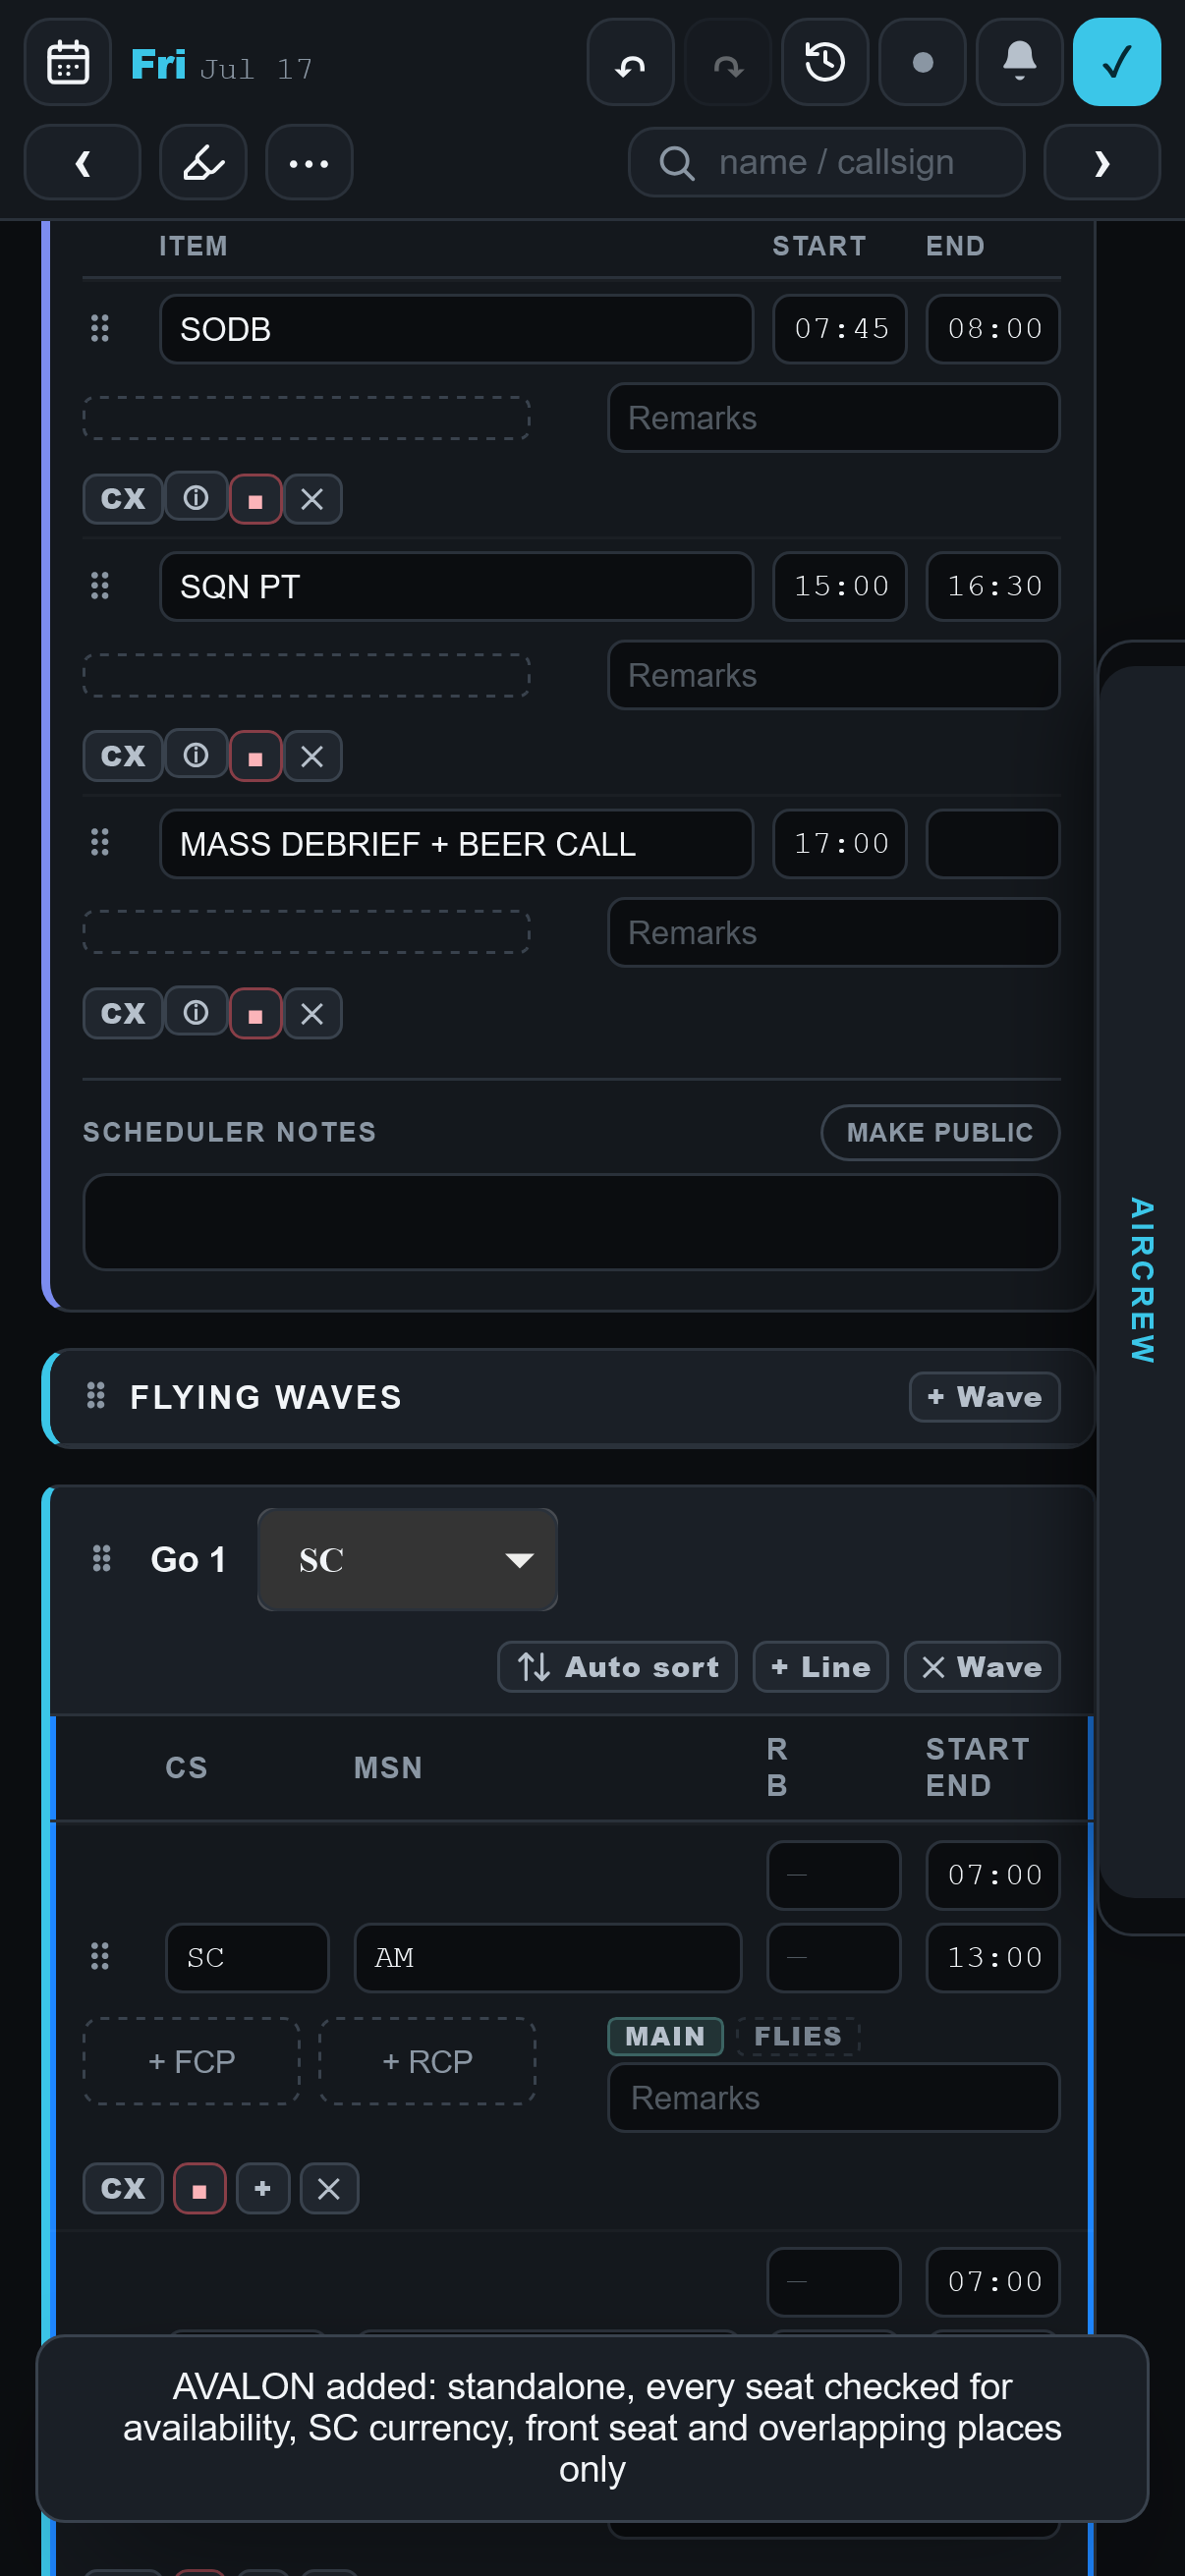 Fri Jul 17
name / callsign
ITEM START END
SODB 07:45 08:00
Remarks
CX
SQN PT 15:00 16:30
Remarks
CX
MASS DEBRIEF + BEER CALL 17:00
Remarks
CX
SCHEDULER NOTES MAKE PUBLIC
AIRCREW
FLYING WAVES + Wave
Go 1 SC
Auto sort + Line × Wave
CS MSN R B START END
07:00
SC AM 13:00
+ FCP + RCP MAIN FLIES
Remarks
CX +
07:00
AVALON added: standalone, every seat checked for
availability, SC currency, front seat and overlapping places
only